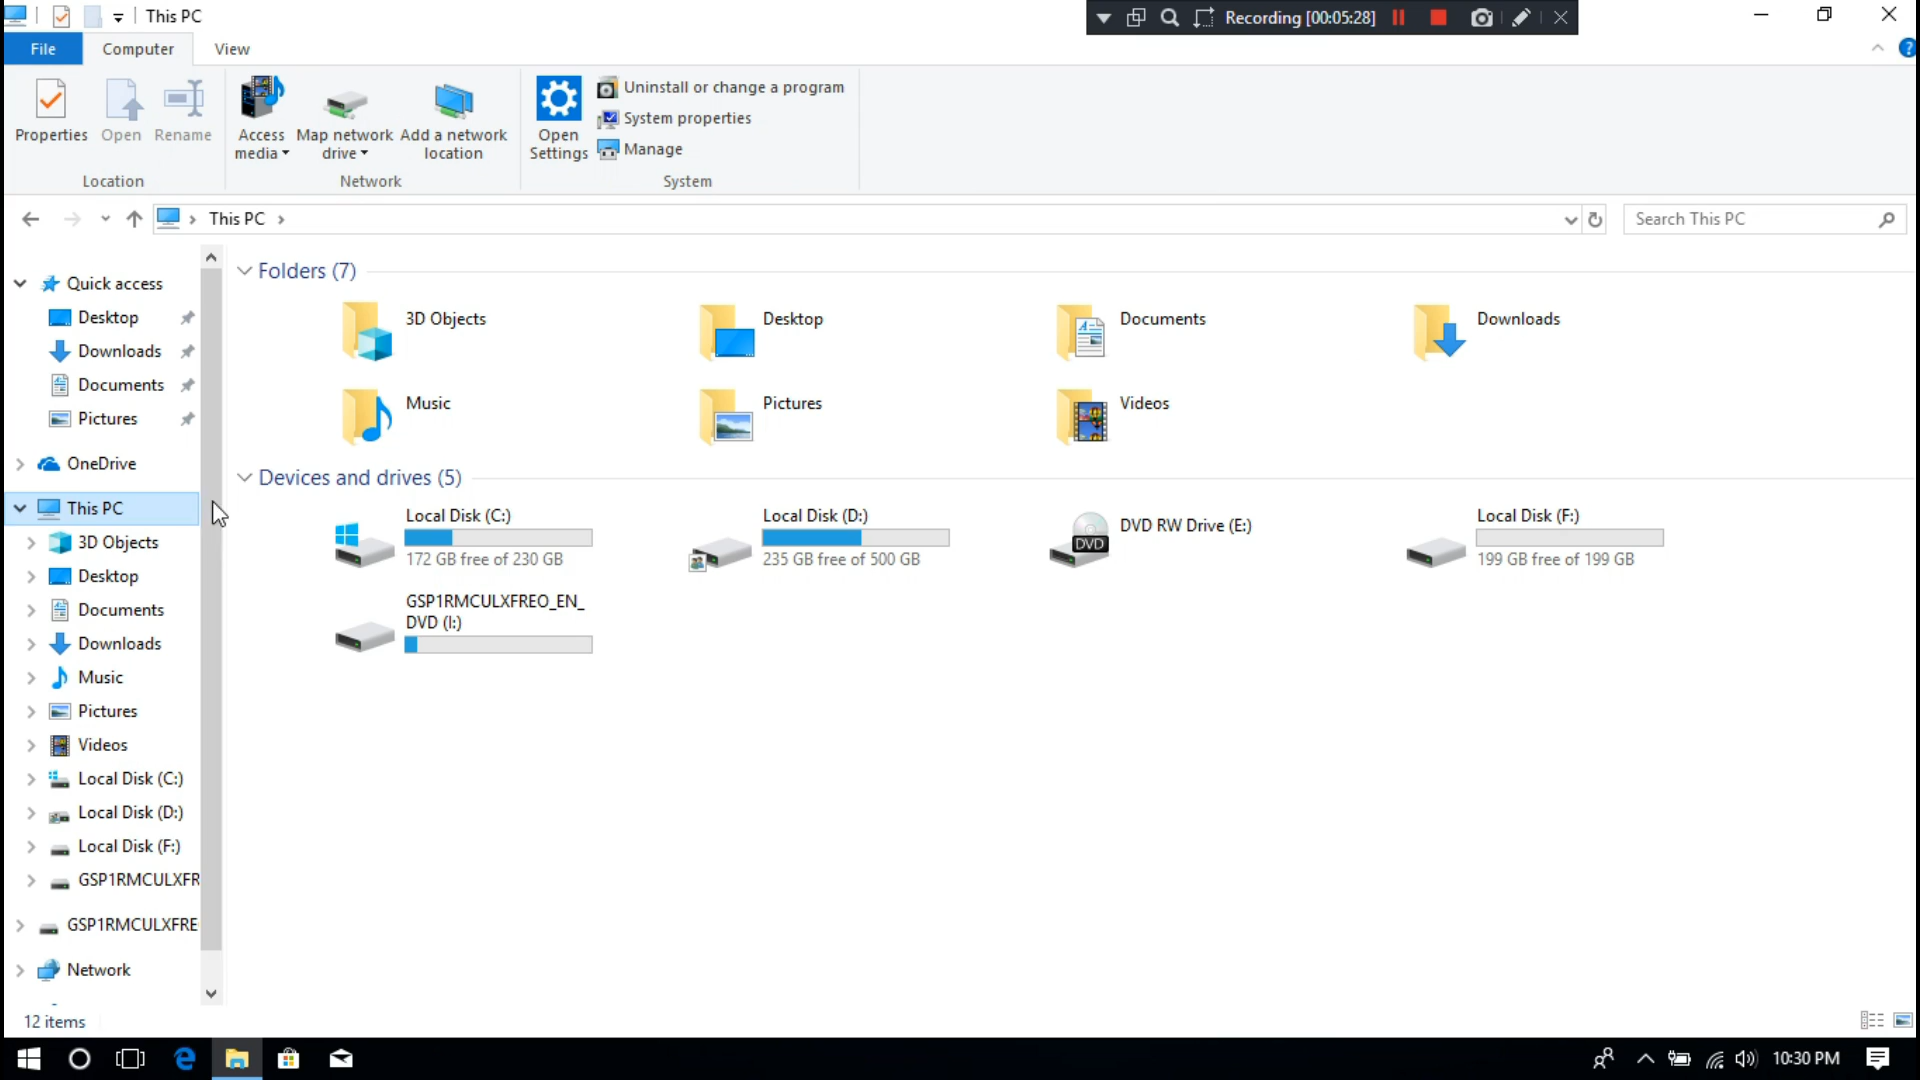 This PC
Recording [00:05:28]
File
Computer
View
Properties
Open
Rename
Access media
Map network drive
Add a network location
Open Settings
Uninstall or change a program
System properties
Manage
Location
Network
System
This PC
Search This PC
Quick access
Desktop
Downloads
Documents
Pictures
OneDrive
This PC
3D Objects
Desktop
Documents
Downloads
Music
Pictures
Videos
Local Disk (C:)
Local Disk (D:)
Local Disk (F:)
GSP1RMCULXFR
GSP1RMCULXFRE
Network
Folders (7)
3D Objects
Desktop
Documents
Downloads
Music
Pictures
Videos
Devices and drives (5)
Local Disk (C:)
172 GB free of 230 GB
Local Disk (D:)
235 GB free of 500 GB
DVD RW Drive (E:)
DVD
Local Disk (F:)
199 GB free of 199 GB
GSP1RMCULXFREO_EN_
DVD (I:)
12 items
10:30 PM